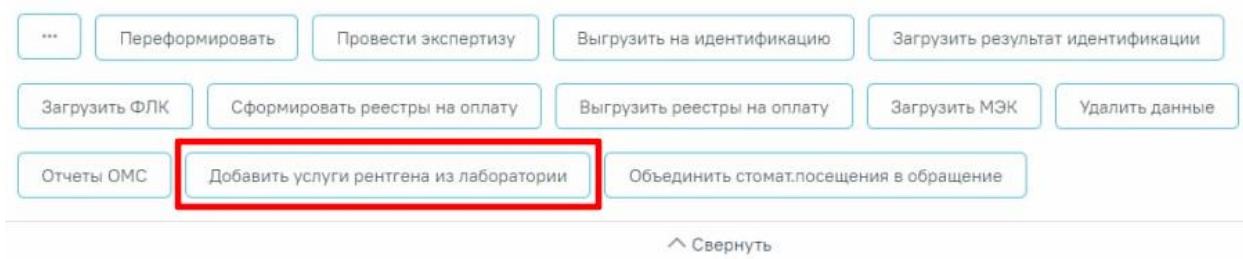 ... Переформировать Провести экспертизу Выгрузить на идентификацию Загрузить результат идентификации
Загрузить ФЛК Сформировать реестры на оплату Выгрузить реестры на оплату Загрузить МЭК Удалить данные
Отчеты ОМС Добавить услуги рентгена из лаборатории Объединить стомат.посещения в обращение
Свернуть